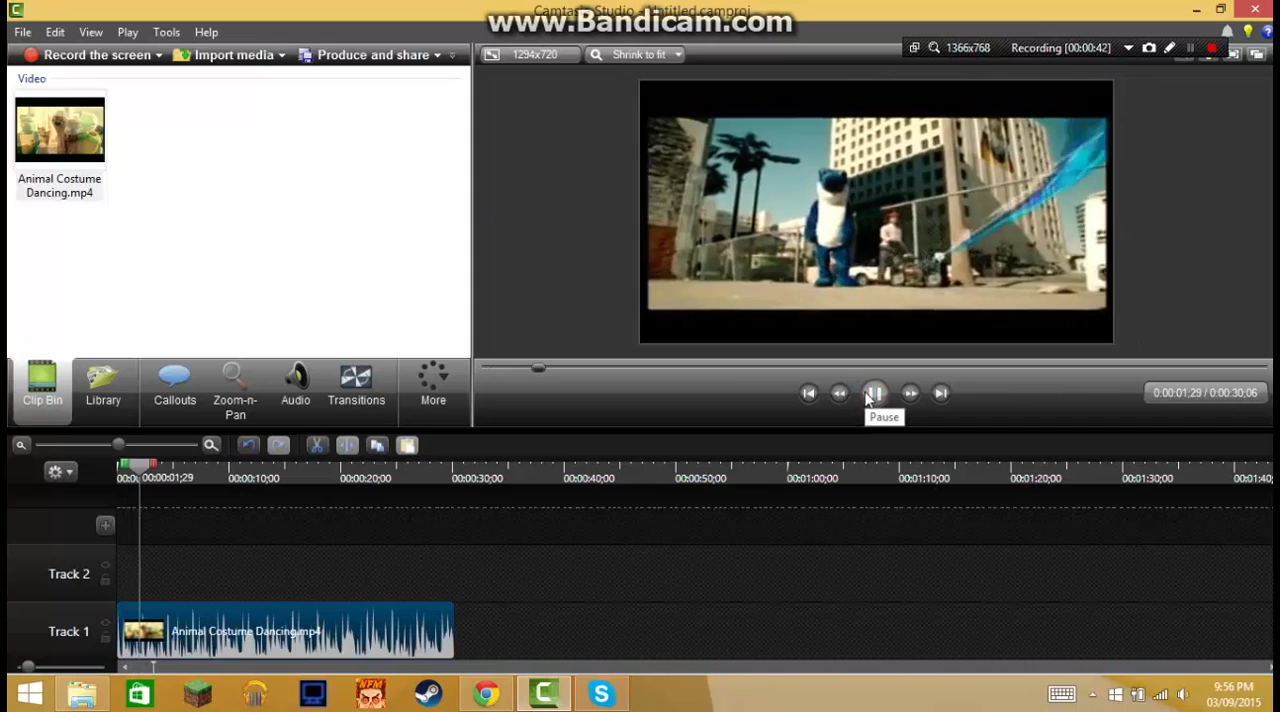 Camtasia Studio - Untitled.camproj
www.Bandicam.com
File Edit View Play Tools Help
Record the screen Import media Produce and share
1294x720 Shrink to fit
1366x768 Recording [00:00:42]
Video
Animal Costume
Dancing.mp4
Clip Bin Library Callouts Zoom-n-Pan Audio Transitions More
Pause
0:00:01;29 / 0:00:30;06
00:00:01;29 00:00:10;00 00:00:20;00 00:00:30;00 00:00:40;00 00:00:50;00 00:01:00;00 00:01:10;00 00:01:20;00 00:01:30;00
Track 2
Track 1
Animal Costume Dancing.mp4
NFM
9:56 PM
03/09/2015